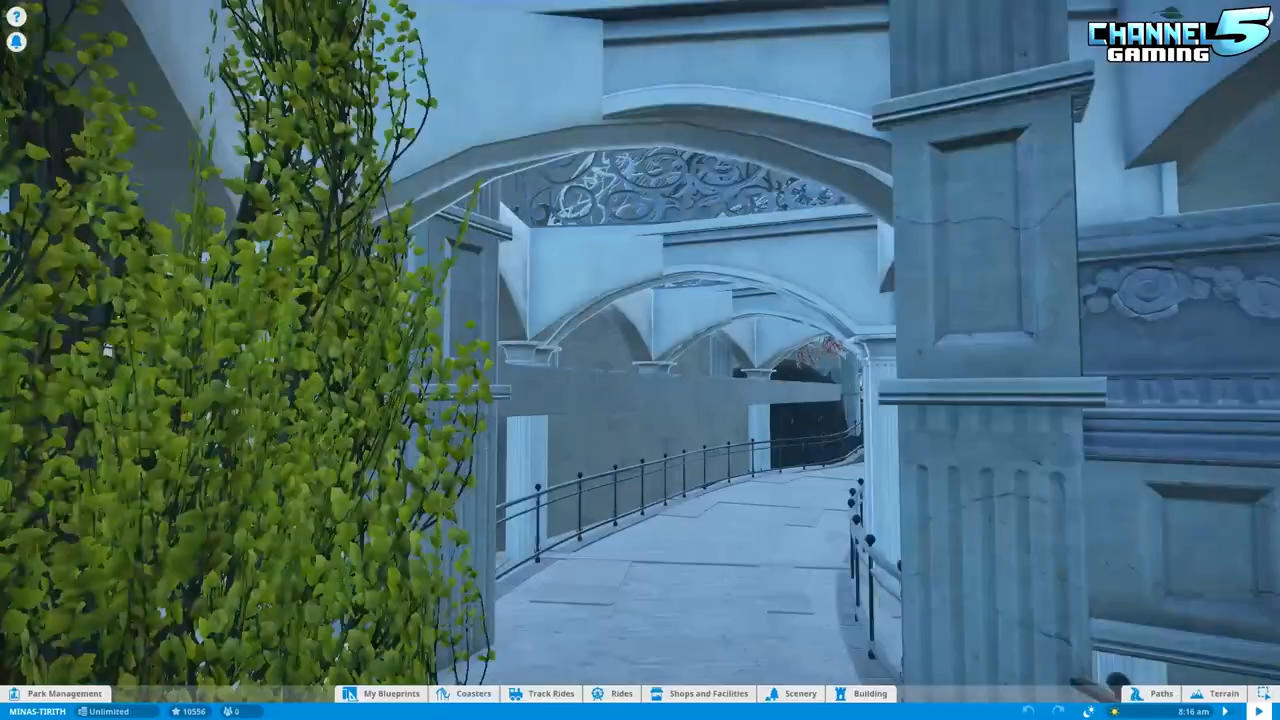 ?
CHANNEL 5
GAMING
Park Management
My Blueprints
Coasters
Track Rides
Rides
Shops and Facilities
Scenery
Building
Paths
Terrain
MINAS-TIRITH
Unlimited
10556
0
8:16 am